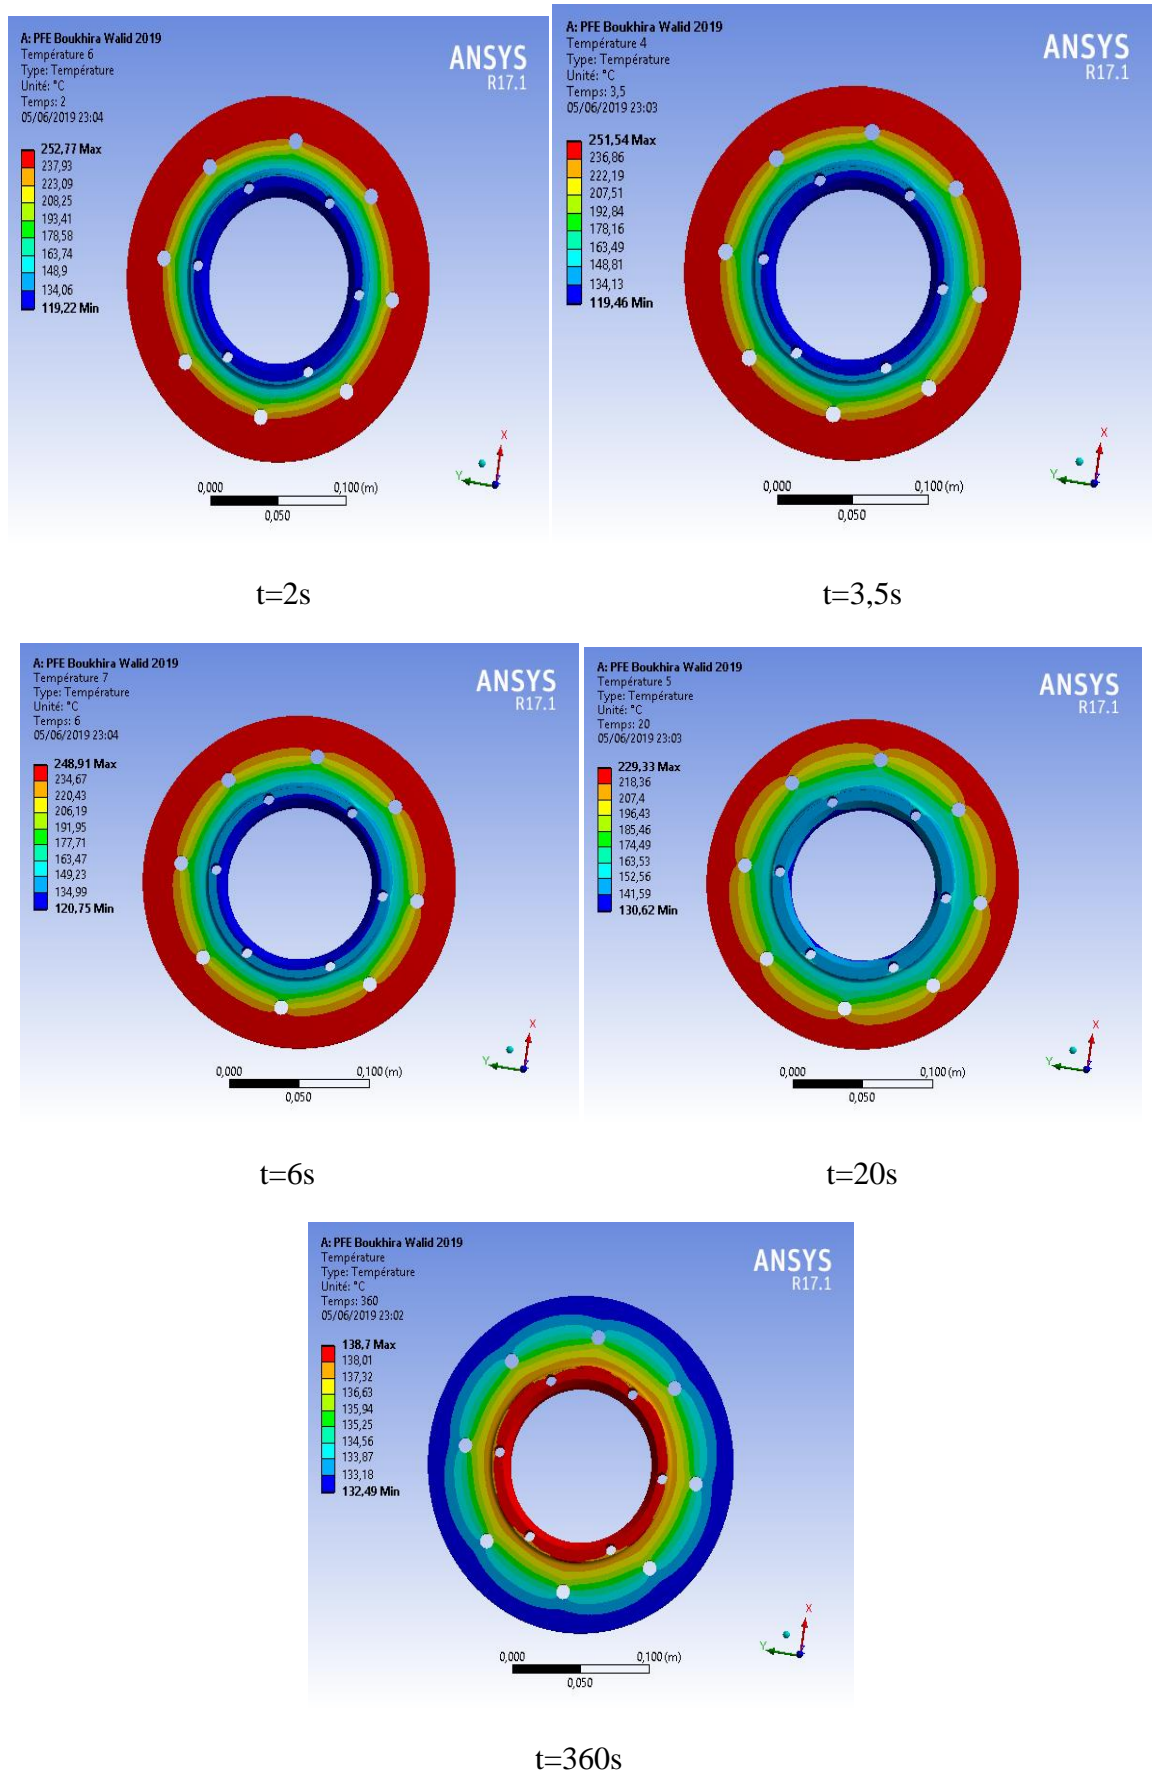 A: PFE Boukhira Walid 2019
Température 6
Type: Température
Unité: °C
Temps: 2
05/06/2019 23:04
ANSYS
R17.1
252,77 Max
237,93
223,09
208,25
193,41
178,58
163,74
148,9
134,06
119,22 Min
X
Y
0,000
0,100 (m)
0,050
t=2s
A: PFE Boukhira Walid 2019
Température 4
Type: Température
Unité: °C
Temps: 3,5
05/06/2019 23:03
ANSYS
R17.1
251,54 Max
236,86
222,19
207,51
192,84
178,16
163,49
148,81
134,13
119,46 Min
X
Y
0,000
0,100 (m)
0,050
t=3,5s
A: PFE Boukhira Walid 2019
Température 7
Type: Température
Unité: °C
Temps: 6
05/06/2019 23:04
ANSYS
R17.1
248,91 Max
234,67
220,43
206,19
191,95
177,71
163,47
149,23
134,99
120,75 Min
X
Y
0,000
0,100 (m)
0,050
t=6s
A: PFE Boukhira Walid 2019
Température 5
Type: Température
Unité: °C
Temps: 20
05/06/2019 23:03
ANSYS
R17.1
229,33 Max
218,36
207,4
196,43
185,46
174,49
163,53
152,56
141,59
130,62 Min
X
Y
0,000
0,100 (m)
0,050
t=20s
A: PFE Boukhira Walid 2019
Température
Type: Température
Unité: °C
Temps: 360
05/06/2019 23:02
ANSYS
R17.1
138,7 Max
138,01
137,32
136,63
135,94
135,25
134,56
133,87
133,18
132,49 Min
X
Y
0,000
0,100 (m)
0,050
t=360s